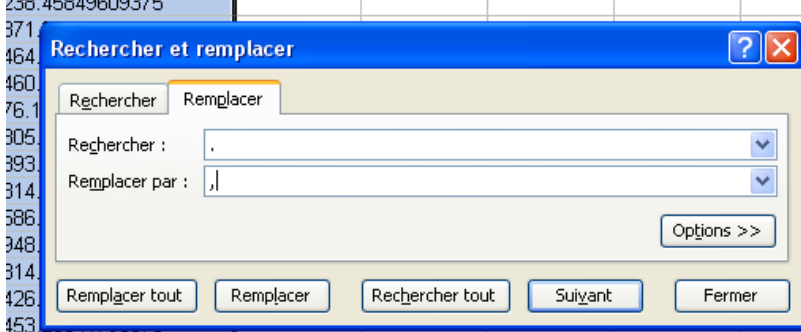 238.45849609375
Rechercher et remplacer
Rechercher
Remplacer
Rechercher :
.
Remplacer par :
,
Options >>
Remplacer tout
Remplacer
Rechercher tout
Suivant
Fermer